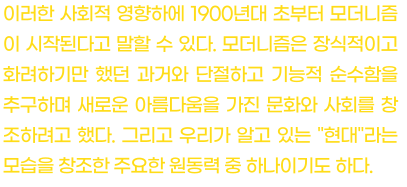 이러한 사회적 영향하에 1900년대 초부터 모더니즘
이 시작된다고 말할 수 있다. 모더니즘은 장식적이고
화려하기만 했던 과거와 단절하고 기능적 순수함을
추구하며 새로운 아름다움을 가진 문화와 사회를 창
조하려고 했다. 그리고 우리가 알고 있는 "현대"라는
모습을 창조한 주요한 원동력 중 하나이기도 하다.